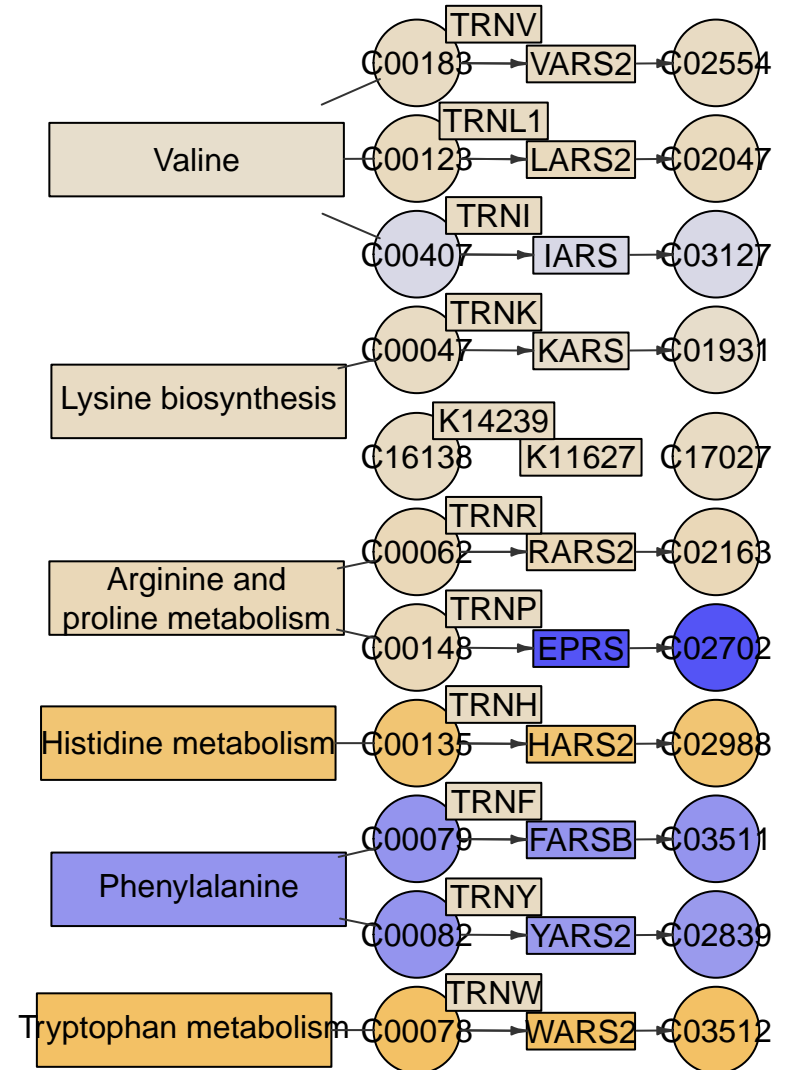 TRNV
C00183
VARS2
C02554
TRNL1
Valine
C00123
LARS2
C02047
TRNI
C00407
IARS
C03127
TRNK
C00047
KARS
C01931
Lysine biosynthesis
K14239
C16138
K11627
C17027
TRNR
C00062
RARS2
C02163
Arginine and
proline metabolism
TRNP
C00148
EPRS
C02702
TRNH
Histidine metabolism
C00135
HARS2
C02988
TRNF
C00079
FARSB
C03511
Phenylalanine
TRNY
C00082
YARS2
C02839
TRNW
Tryptophan metabolism
C00078
WARS2
C03512